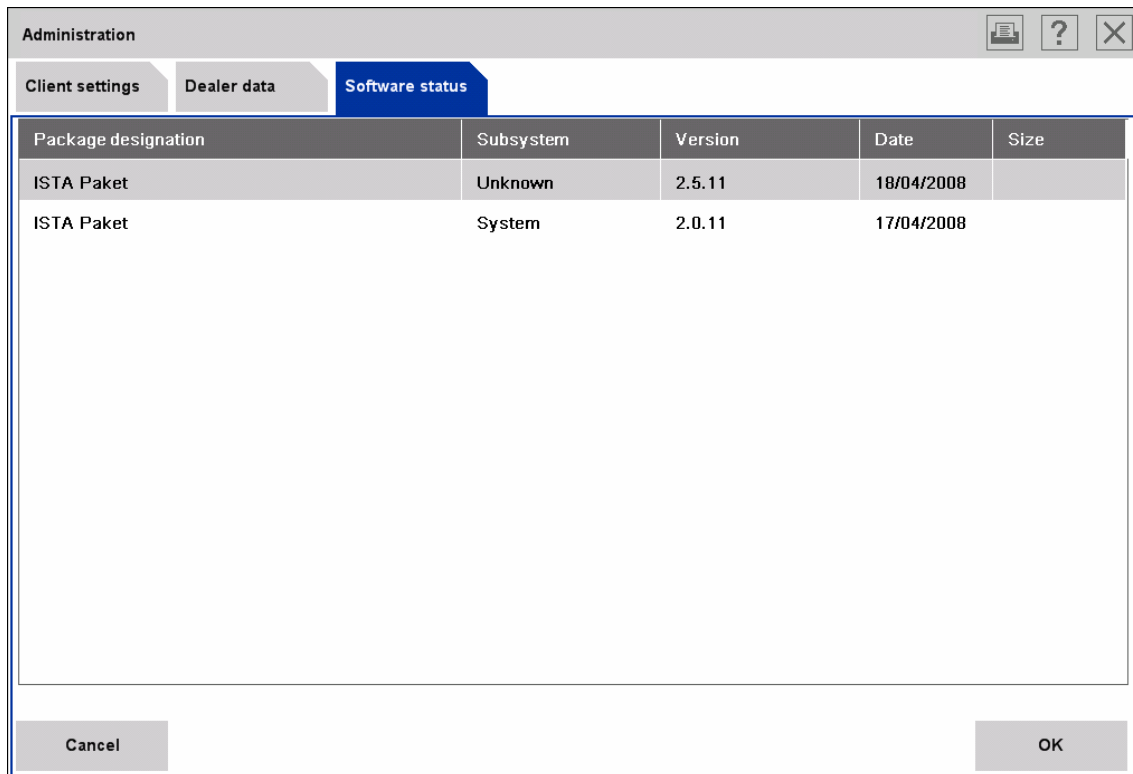 Administration
?
Client settings Dealer data Software status
Package designation Subsystem Version Date Size
ISTA Paket Unknown 2.5.11 18/04/2008
ISTA Paket System 2.0.11 17/04/2008
Cancel OK